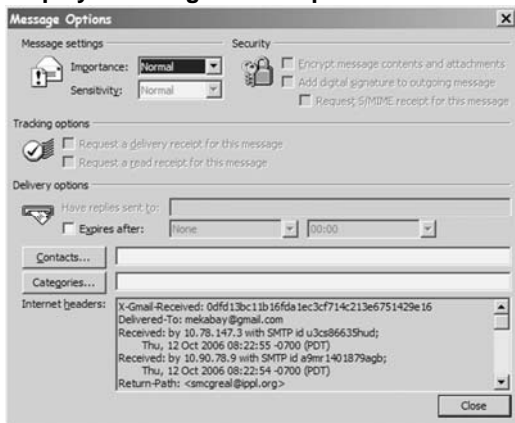 Message Options
Message settings
Security
Importance: Normal
Sensitivity: Normal
Encrypt message contents and attachments
Add digital signature to outgoing message
Request S/MIME receipt for this message
Tracking options
Request a delivery receipt for this message
Request a read receipt for this message
Delivery options
Have replies sent to:
Expires after: None 00:00
Contacts...
Categories...
Internet headers:
X-Gmail-Received: 0dfd13bc11b16fda1ec3cf714c213e6751429e16
Delivered-To: mekabay@gmail.com
Received: by 10.78.147.3 with SMTP id u3cs86635hud;
Thu, 12 Oct 2006 08:22:55 -0700 (PDT)
Received: by 10.90.78.9 with SMTP id a9mr1401879agb;
Thu, 12 Oct 2006 08:22:54 -0700 (PDT)
Return-Path: <smcgreal@ippl.org>
Close